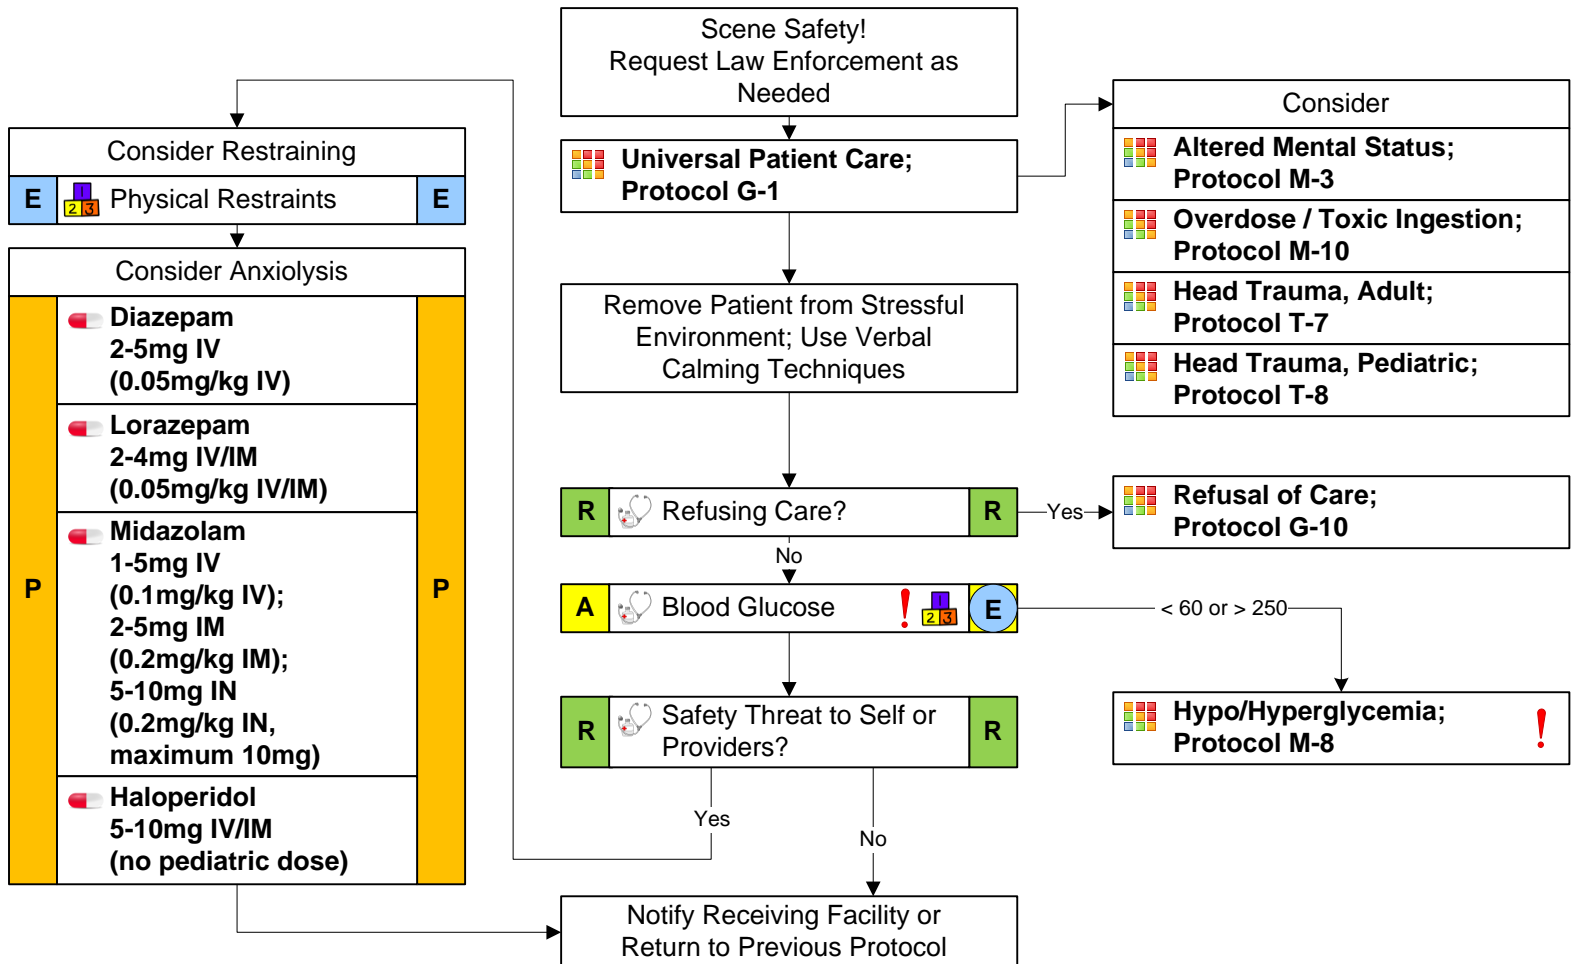 Scene Safety!
Request Law Enforcement as
Needed
Universal Patient Care;
Protocol G-1
Consider
Altered Mental Status;
Protocol M-3
Overdose / Toxic Ingestion;
Protocol M-10
Head Trauma, Adult;
Protocol T-7
Head Trauma, Pediatric;
Protocol T-8
Remove Patient from Stressful
Environment; Use Verbal
Calming Techniques
R Refusing Care? R
Yes
Refusal of Care;
Protocol G-10
No
A Blood Glucose ! 1 2 3 E
< 60 or > 250
Hypo/Hyperglycemia;
Protocol M-8 !
R Safety Threat to Self or
Providers? R
Yes
No
Consider Restraining
E 1 2 3 Physical Restraints E
Consider Anxiolysis
P
Diazepam
2-5mg IV
(0.05mg/kg IV)
Lorazepam
2-4mg IV/IM
(0.05mg/kg IV/IM)
Midazolam
1-5mg IV
(0.1mg/kg IV);
2-5mg IM
(0.2mg/kg IM);
5-10mg IN
(0.2mg/kg IN,
maximum 10mg)
Haloperidol
5-10mg IV/IM
(no pediatric dose)
P
Notify Receiving Facility or
Return to Previous Protocol